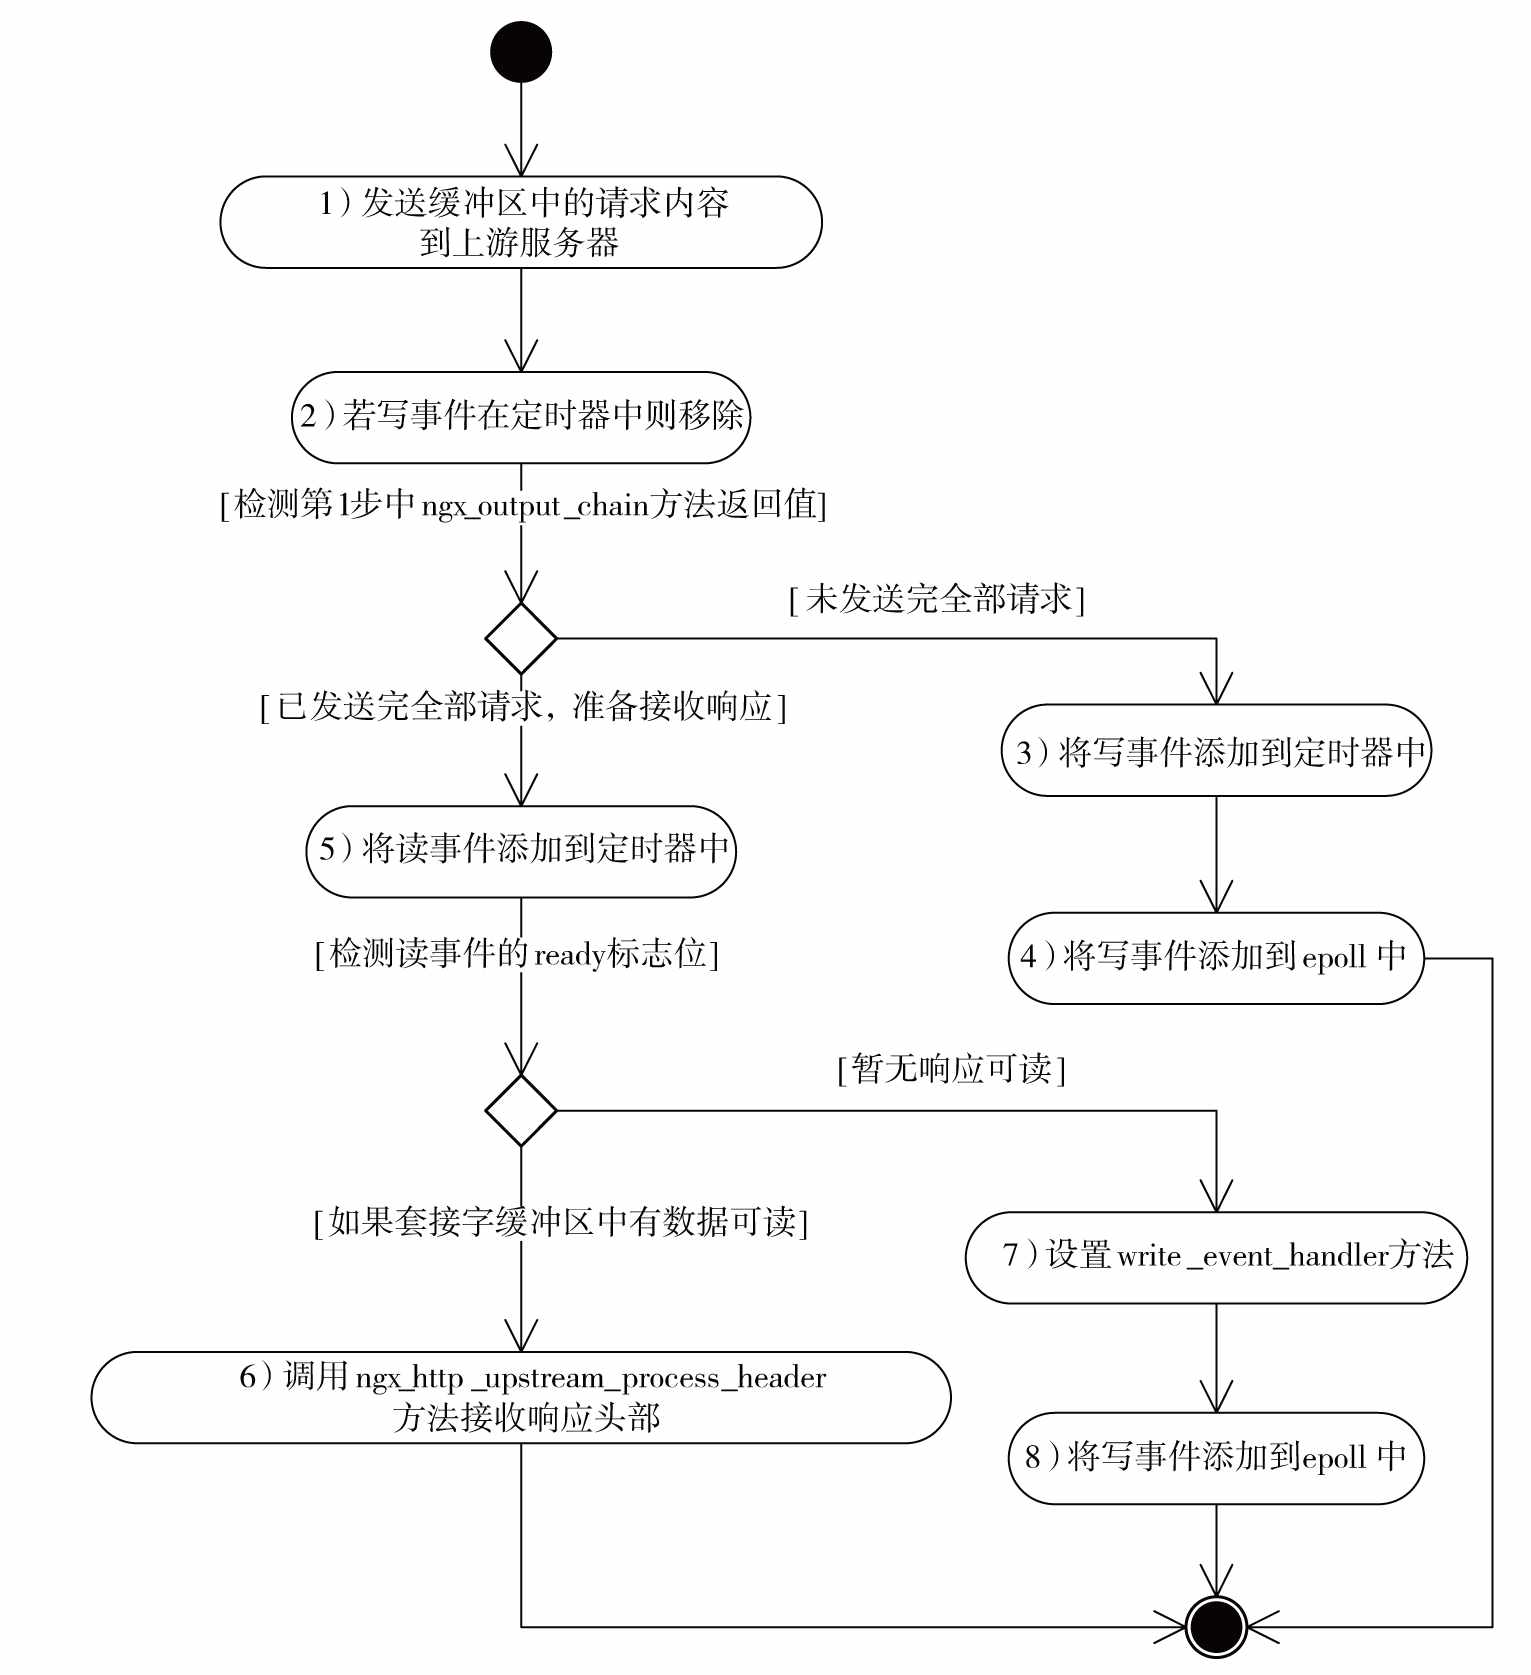 1)发送缓冲区中的请求内容
到上游服务器
2)若写事件在定时器中则移除
[检测第1步中ngx_output_chain方法返回值]
[未发送完全部请求]
[已发送完全部请求，准备接收响应]
3)将写事件添加到定时器中
5)将读事件添加到定时器中
[检测读事件的ready标志位]
4)将写事件添加到epoll中
[暂无响应可读]
[如果套接字缓冲区中有数据可读]
7)设置write_event_handler方法
6)调用ngx_http_upstream_process_header
方法接收响应头部
8)将写事件添加到epoll中